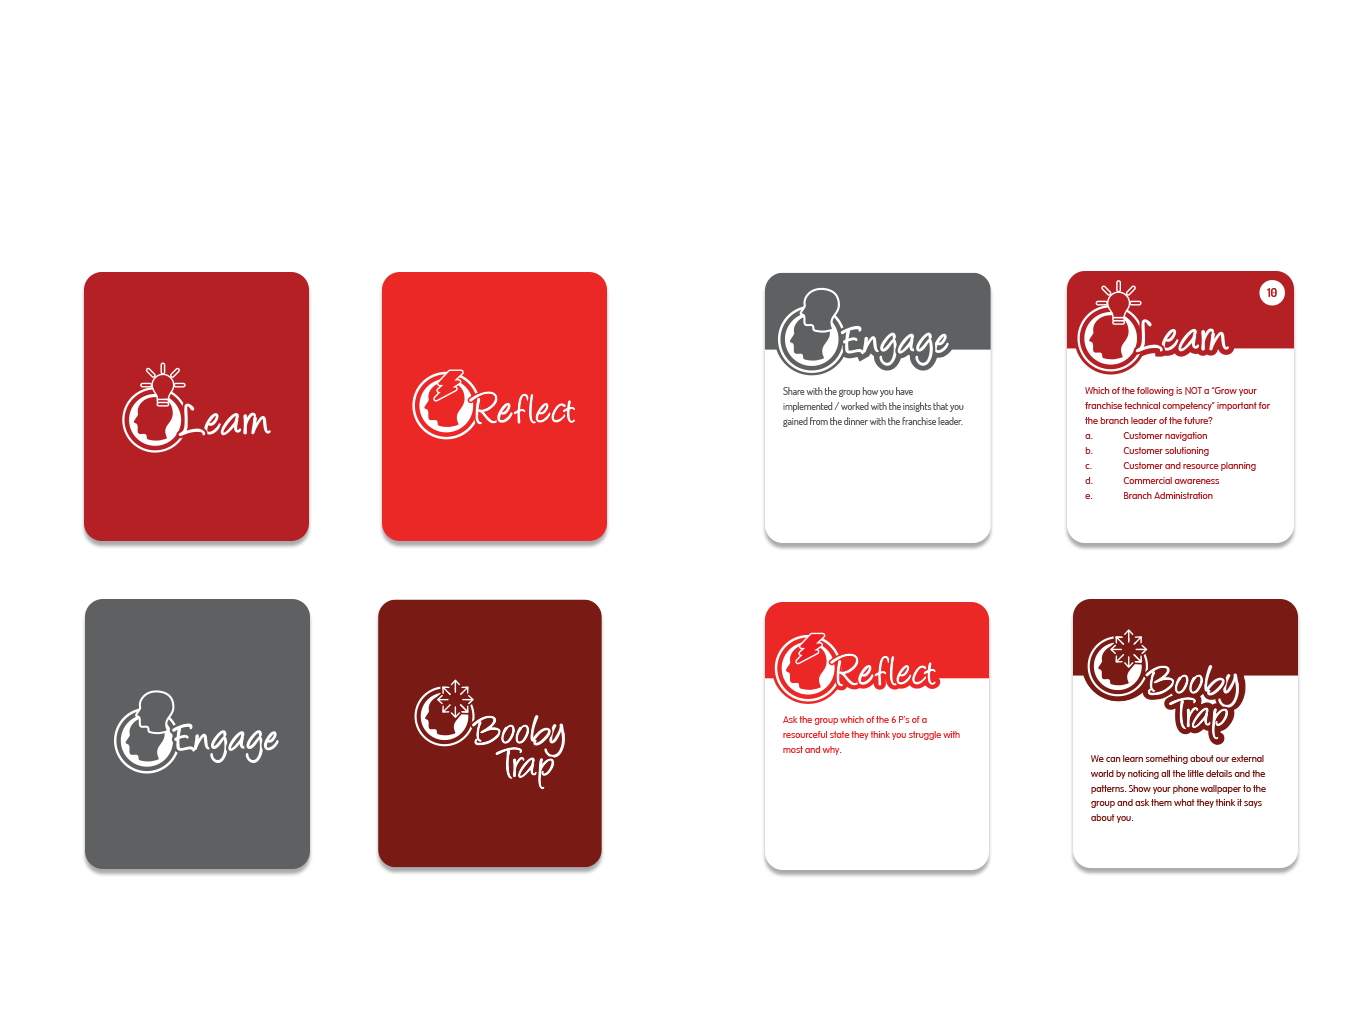 Learn
Reflect
Engage
Booby
Trap
Engage
Share with the group how you have
implemented / worked with the insights that you
gained from the dinner with the franchise leader.
10
Learn
Which of the following is NOT a “Grow your
franchise technical competency” important for
the branch leader of the future?
a. Customer navigation
b. Customer solutioning
c. Customer and resource planning
d. Commercial awareness
e. Branch Administration
Reflect
Ask the group which of the 6 P's of a
resourceful state they think you struggle with
most and why.
Booby
Trap
We can learn something about our external
world by noticing all the little details and the
patterns. Show your phone wallpaper to the
group and ask them what they think it says
about you.